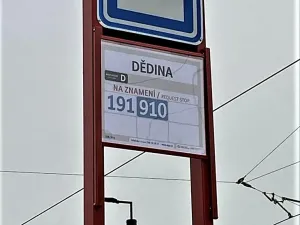 DĚDINA
D
NA ZNAMENÍ / REQUEST STOP
191 910